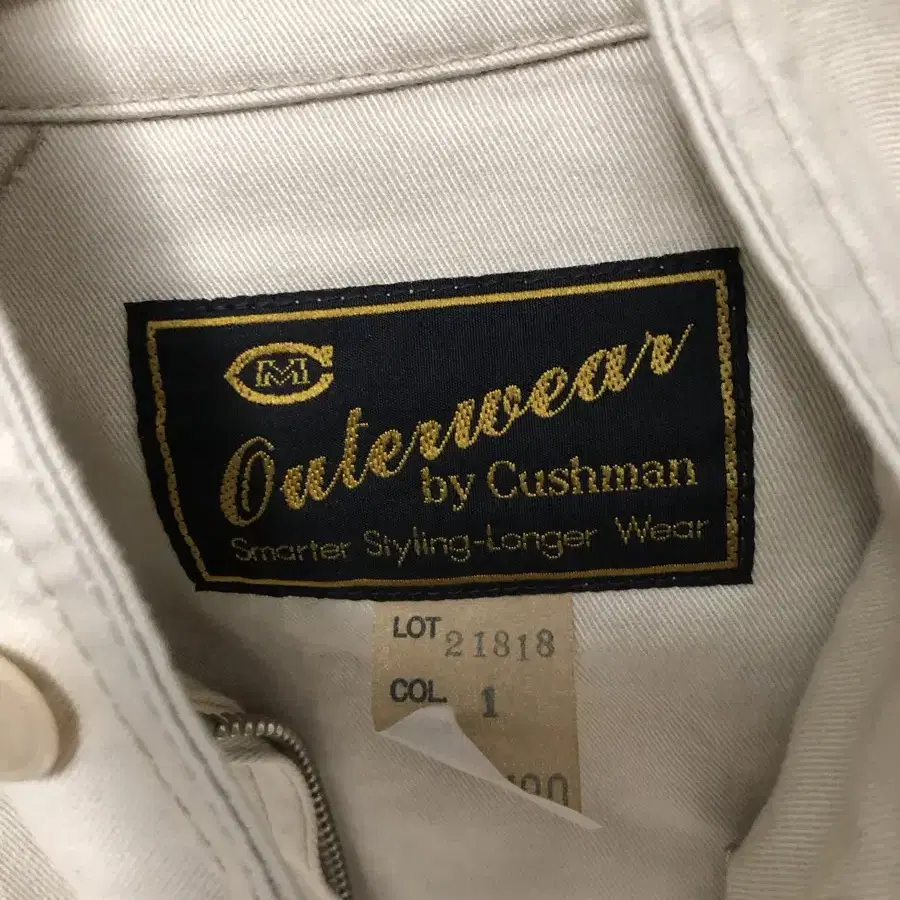 CM
Outerwear
by Cushman
Smarter Styling-Longer Wear
LOT 21818
COL. 1